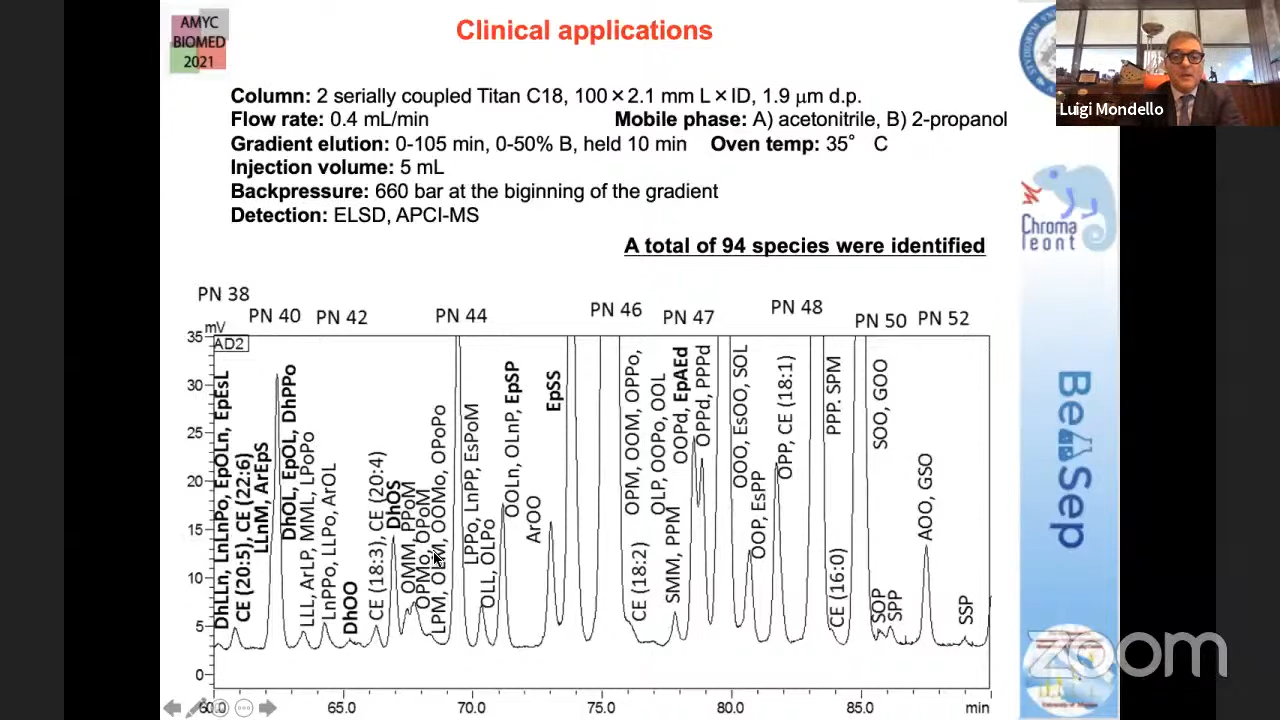 AMYC
BIOMED
2021
Clinical applications
Luigi Mondello
Column: 2 serially coupled Titan C18, 100 × 2.1 mm L × ID, 1.9 μm d.p.
Flow rate: 0.4 mL/min Mobile phase: A) acetonitrile, B) 2-propanol
Gradient elution: 0-105 min, 0-50% B, held 10 min Oven temp: 35° C
Injection volume: 5 mL
Backpressure: 660 bar at the biginning of the gradient
Detection: ELSD, APCI-MS
A total of 94 species were identified
Chroma
leont
BeSep
PN 38
PN 40
PN 42
PN 44
PN 46
PN 47
PN 48
PN 50
PN 52
mV
AD2
35
30
25
20
15
10
5
0
DhLLn, LnLnPo, EpOLn, EpEsL
CE (20:5), CE (22:6)
LLnM, ArEpS
DhOL, EpOL, DhPPo
LLL, ArLP, MML, LPoPo
LnPPo, LLPo, ArOL
DhOO
CE (18:3), CE (20:4)
DhOS
OMM, PPoM
OPMo, OPoM
LPM, OLM, OOMo, OPoPo
LPPo, LnPP, EsPoM
OLL, OLPo
OOLn, OLnP, EpSP
ArOO
EpSS
OPM, OOM, OPPo,
CE (18:2)
OLP, OOPo, OOL
SMM, PPM
OOPd, EpAEd
OPPd, PPPd
OOO, EsOO, SOL
OOP, EsPP
OPP, CE (18:1)
PPP. SPM
CE (16:0)
SOO, GOO
SOP
SPP
AOO, GSO
SSP
60.0 65.0 70.0 75.0 80.0 85.0 min
zoom